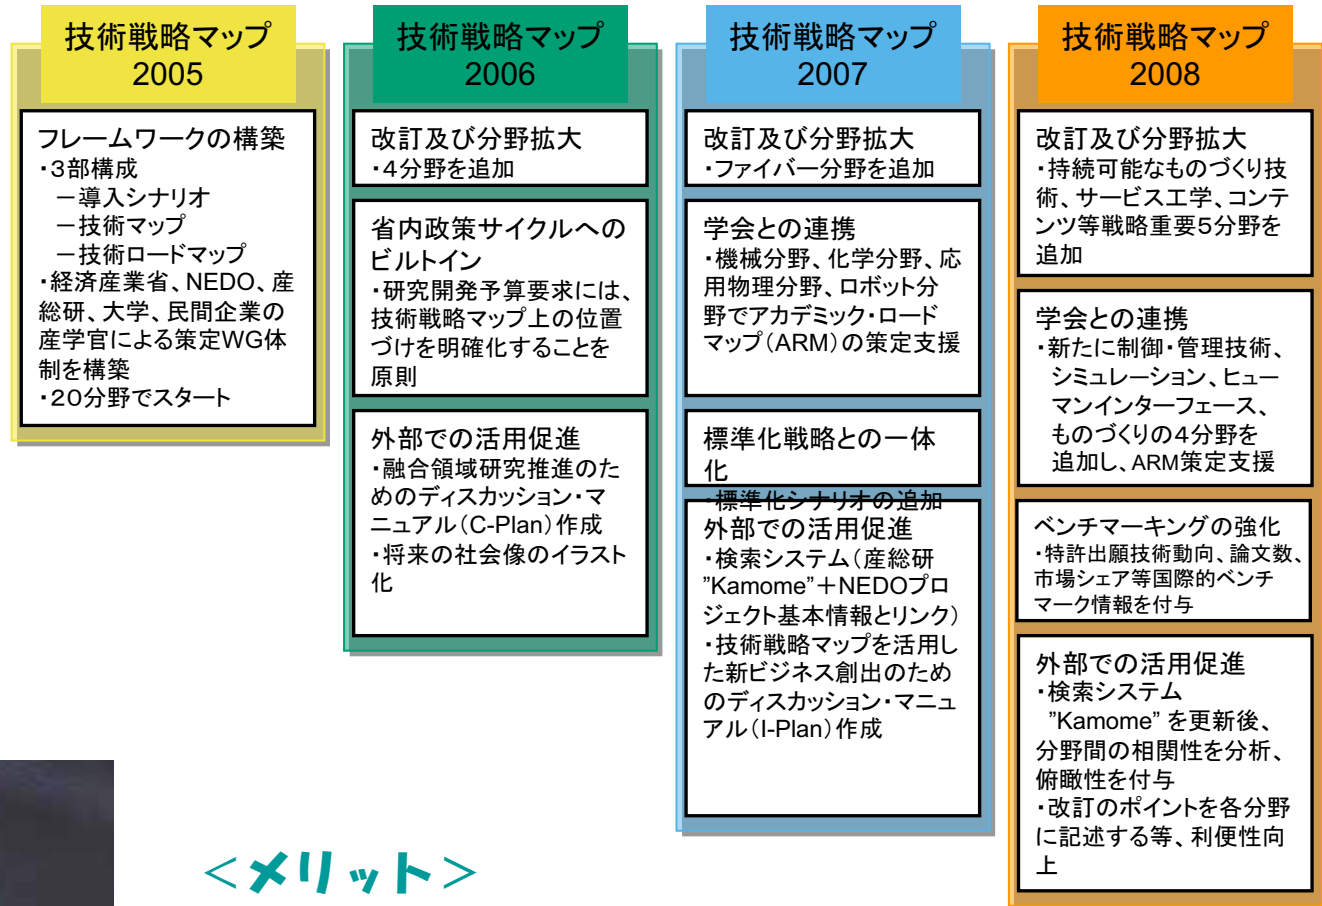 技術戦略マップ
2005
フレームワークの構築
・3部構成
－導入シナリオ
－技術マップ
－技術ロードマップ
・経済産業省、NEDO、産
総研、大学、民間企業の
産学官による策定WG体
制を構築
・20分野でスタート
技術戦略マップ
2006
改訂及び分野拡大
・4分野を追加
省内政策サイクルへの
ビルトイン
・研究開発予算要求には、
技術戦略マップ上の位置
づけを明確化することを
原則
外部での活用促進
・融合領域研究推進のた
めのディスカッション・マ
ニュアル（C-Plan）作成
・将来の社会像のイラスト
化
技術戦略マップ
2007
改訂及び分野拡大
・ファイバー分野を追加
学会との連携
・機械分野、化学分野、応
用物理分野、ロボット分
野でアカデミック・ロード
マップ（ARM）の策定支援
標準化戦略との一体
化
・標準化シナリオの追加
外部での活用促進
・検索システム（産総研
”Kamome”＋NEDOプロ
ジェクト基本情報とリンク）
・技術戦略マップを活用し
た新ビジネス創出のため
のディスカッション・マニュ
アル（I-Plan）作成
技術戦略マップ
2008
改訂及び分野拡大
・持続可能なものづくり技
術、サービス工学、コンテ
ンツ等戦略重要5分野を
追加
学会との連携
・新たに制御・管理技術、
シミュレーション、ヒュー
マンインターフェース、
ものづくりの4分野を
追加し、ARM策定支援
ベンチマーキングの強化
・特許出願技術動向、論文数、
市場シェア等国際的ベンチ
マーク情報を付与
外部での活用促進
・検索システム
”Kamome” を更新後、
分野間の相関性を分析、
俯瞰性を付与
・改訂のポイントを各分野
に記述する等、利便性向
上
＜メリット＞